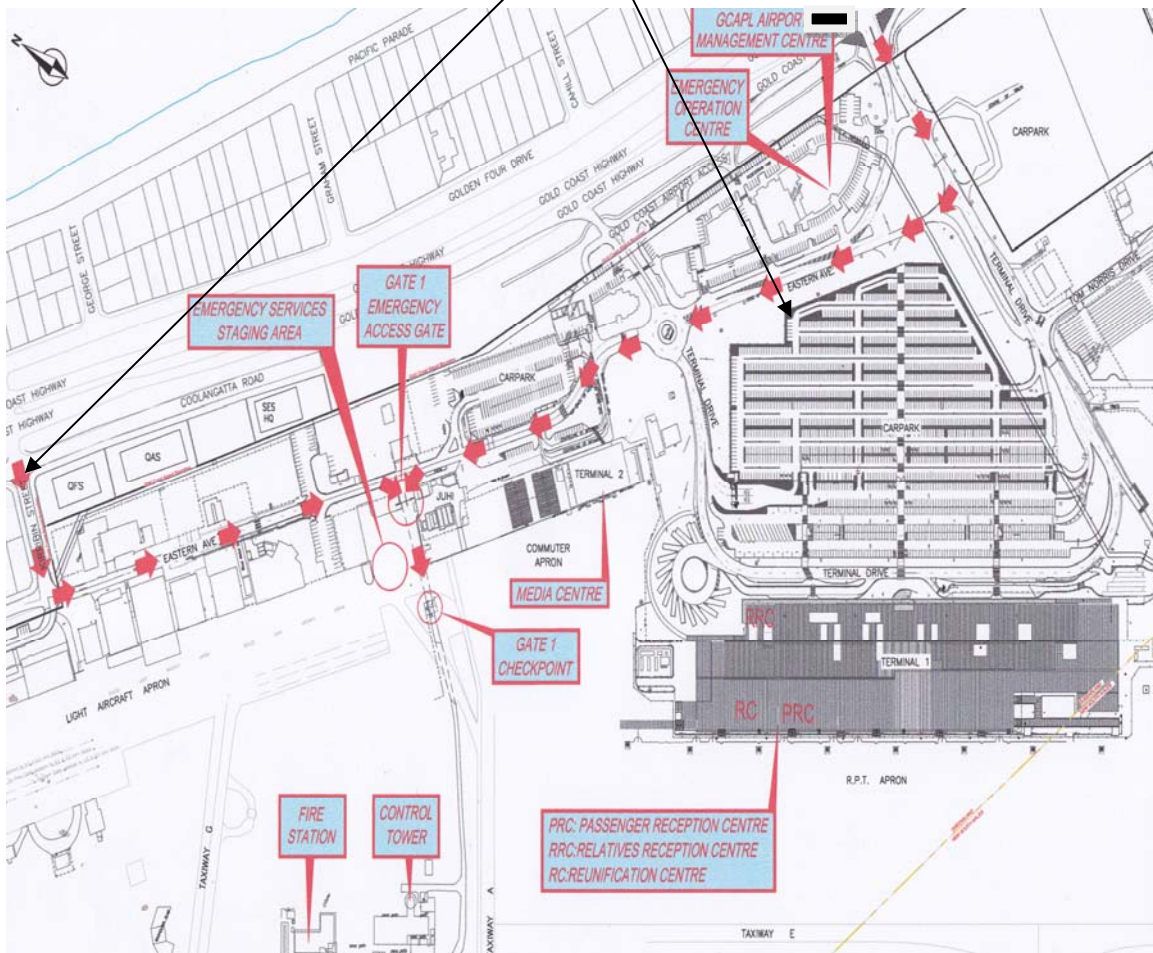 N
PACIFIC PARADE
CAHILL STREET
GRAHAM STREET
GEORGE STREET
GOLDEN FOUR DRIVE
GCAPL AIRPORT
MANAGEMENT CENTRE
GOLD COAST
EMERGENCY
OPERATION
CENTRE
CARPARK
GOLD COAST HIGHWAY
GOLD COAST HIGHWAY
GOLD COAST AIRPORT ACCESS
EASTERN AVE.
TERMINAL DRIVE
TOM NORRIS DRIVE
GATE 1
EMERGENCY
ACCESS GATE
EMERGENCY SERVICES
STAGING AREA
COAST HIGHWAY
COOLANGATTA ROAD
SES
HQ
QAS
QFS
CARPARK
TERMINAL DRIVE
CARPARK
JUHI
TERMINAL 2
EASTERN AVE.
COMMUTER
APRON
MEDIA CENTRE
TERMINAL DRIVE
GATE 1
CHECKPOINT
RRC
TERMINAL 1
RC PRC
LIGHT AIRCRAFT APRON
R.P.T. APRON
FIRE
STATION
CONTROL
TOWER
PRC: PASSENGER RECEPTION CENTRE
RRC:RELATIVES RECEPTION CENTRE
RC:REUNIFICATION CENTRE
TAXIWAY G
TAXIWAY A
TAXIWAY E